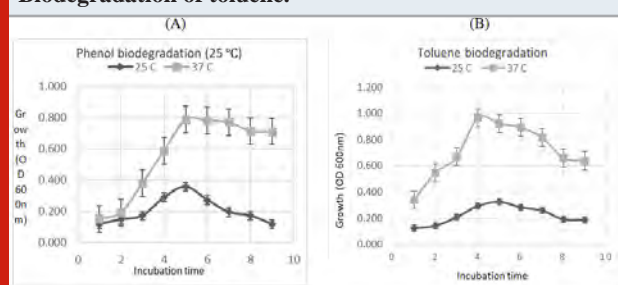 Biodegradation of toluene.
(A)
Phenol biodegradation (25 °C)
25 C 37 C
Gr
ow
th
(O
D
60
0n
m)
1.000
0.800
0.600
0.400
0.200
0.000
0 2 4 6 8 10
Incubation time
(B)
Toluene biodegradation
25 C 37 C
Growth (OD 600nm)
1.200
1.000
0.800
0.600
0.400
0.200
0.000
0 2 4 6 8 10
Incubation time